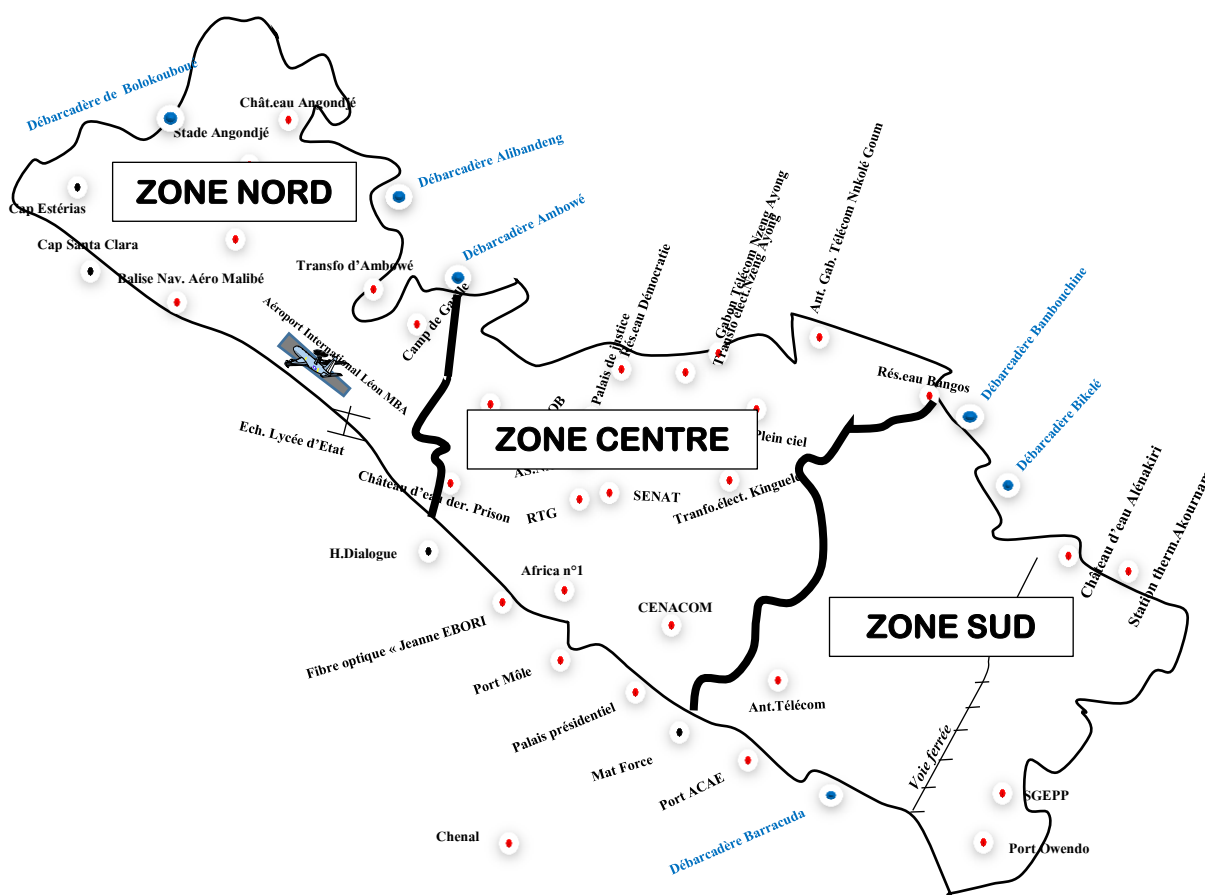 Débarcadère de Bolokouboué
Chât.eau Angondjé
Stade Angondjé
Débarcadère Alibandeng
ZONE NORD
Cap Estérias
Débarcadère Ambowé
Cap Santa Clara
Balise Nav. Aéro Malibé
Transfo d'Ambowé
Camp de Gaulle
Aéroport International Léon MBA
Ech. Lycée d'Etat
Palais de justice
Rés.eau Démocratie
Gabon Télécom Nzeng Ayong
Transfo élect.Nzeng Ayong
Ant. Gab. Télécom Nnkolé Goum
Rés.eau Bangos
Débarcadère Bambouchine
Débarcadère Bikelé
ZONE CENTRE
Plein ciel
Château d'eau der. Prison
RTG
SENAT
Tranfo.élect. Kinguele
H.Dialogue
Africa n°1
CENACOM
Château d'eau Alénakiri
Station therm.Akournam
ZONE SUD
Fibre optique « Jeanne EBORI
Port Môle
Palais présidentiel
Ant.Télécom
Mat Force
Port ACAE
Voie ferrée
SGEPP
Débarcadère Barracuda
Chenal
Port Owendo